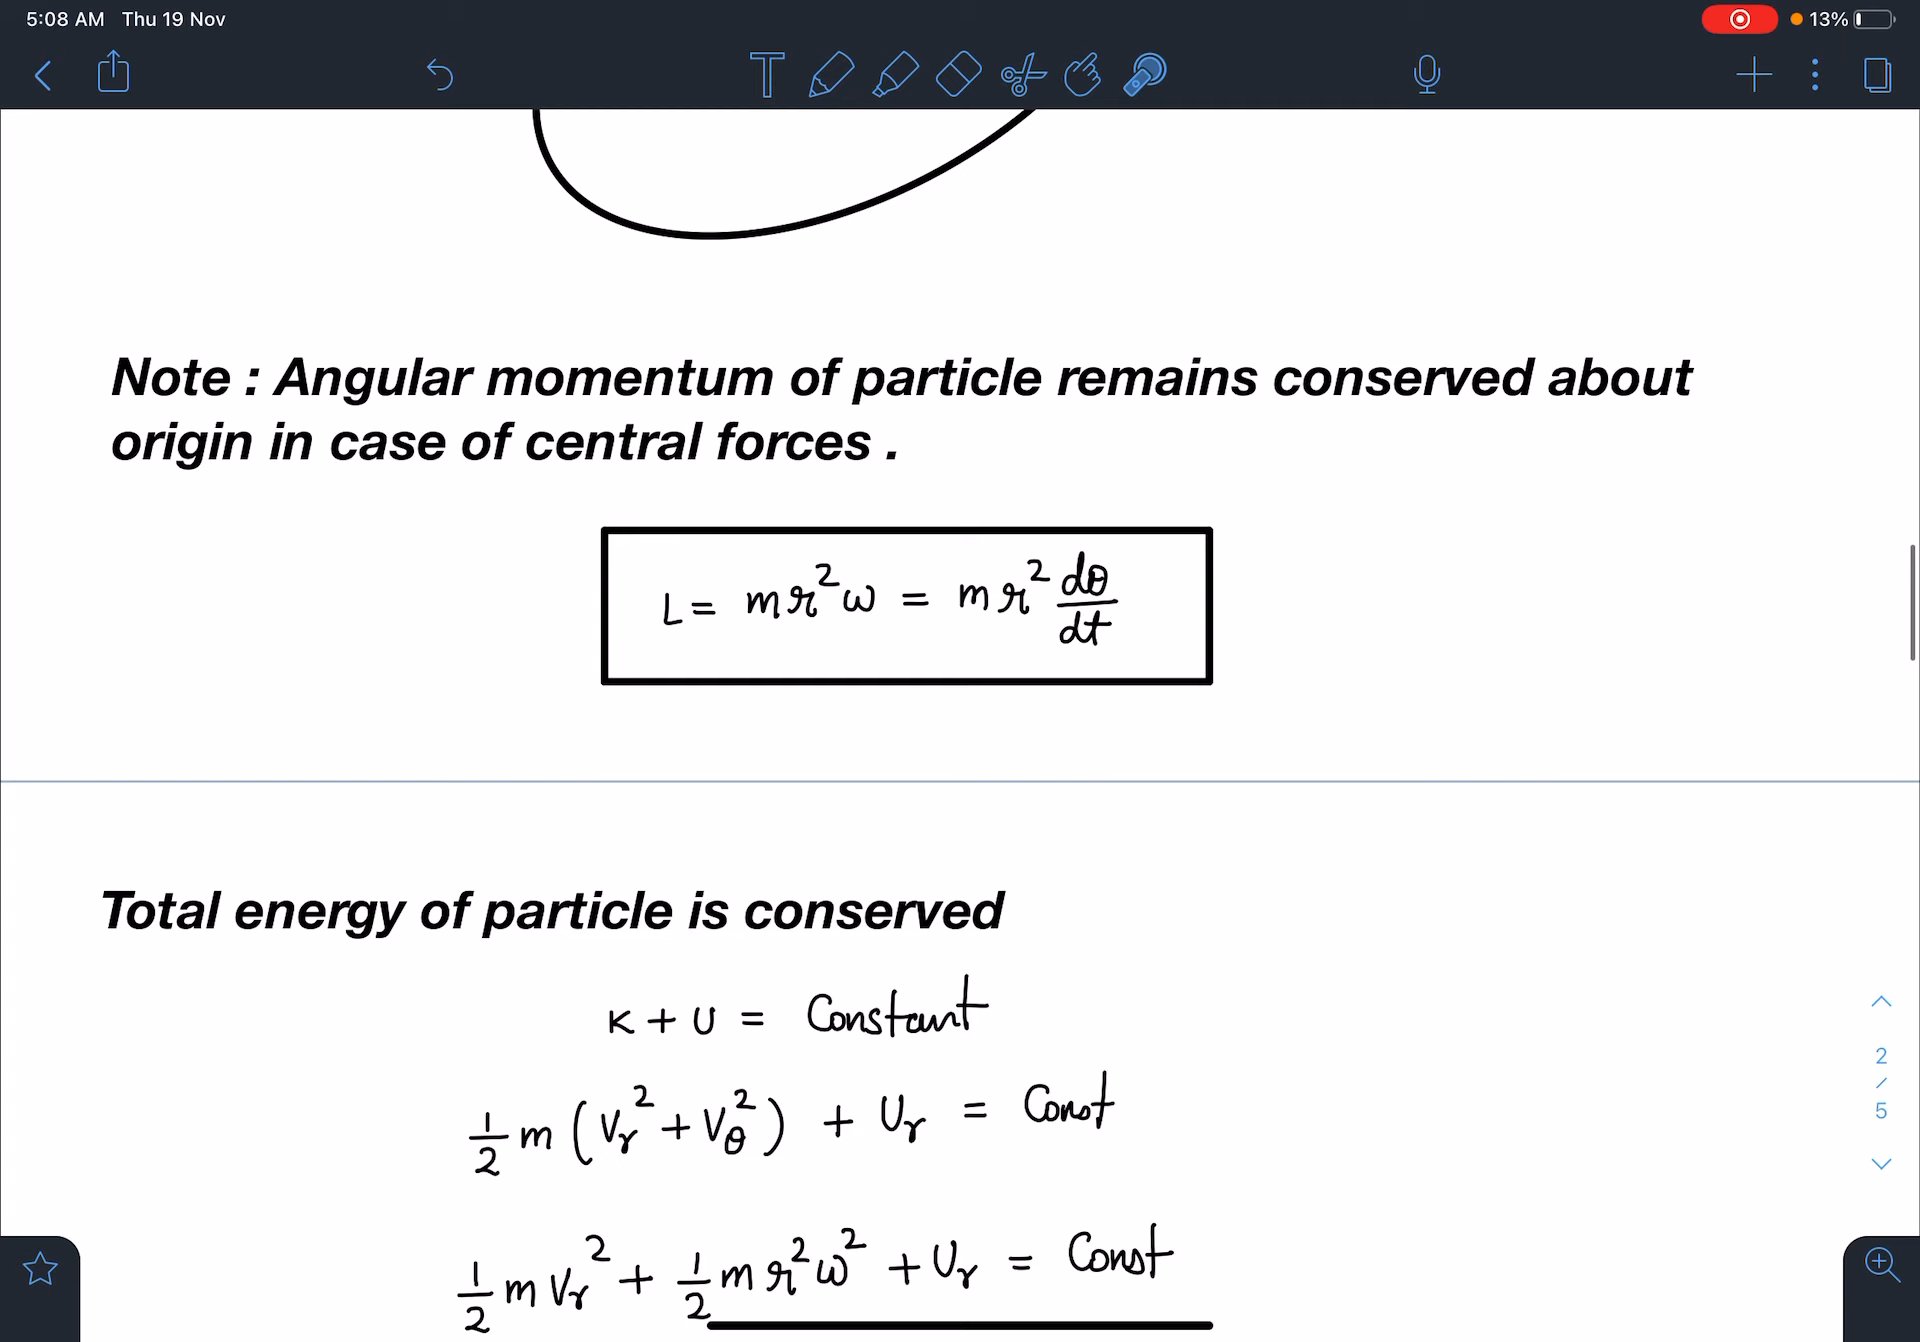 5:08 AM Thu 19 Nov
13%
T
Note : Angular momentum of particle remains conserved about
origin in case of central forces .
L = mr²ω = mr² dθ/dt
Total energy of particle is conserved
K + U = Constant
1/2 m (Vr² + Vθ²) + Ur = Const
1/2 m Vr² + 1/2 m r² ω² + Ur = Const
2
/
5